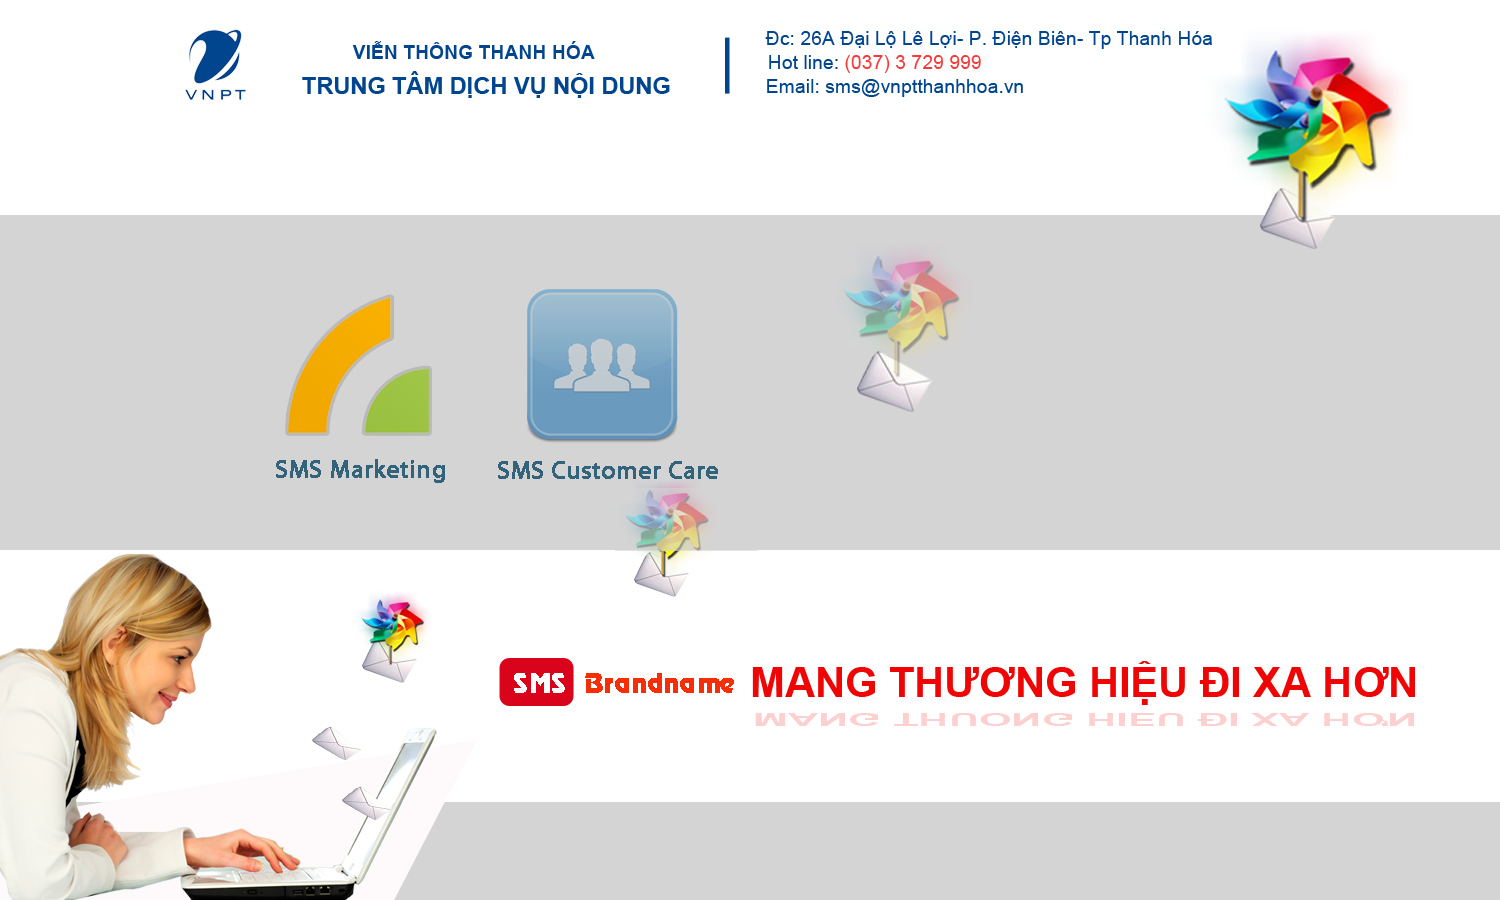 VNPT
VIỄN THÔNG THANH HÓA
TRUNG TÂM DỊCH VỤ NỘI DUNG
Đc: 26A Đại Lộ Lê Lợi- P. Điện Biên- Tp Thanh Hóa
Hot line: (037) 3 729 999
Email: sms@vnptthanhhoa.vn
SMS Marketing
SMS Customer Care
SMS Brandname MANG THƯƠNG HIỆU ĐI XA HƠN